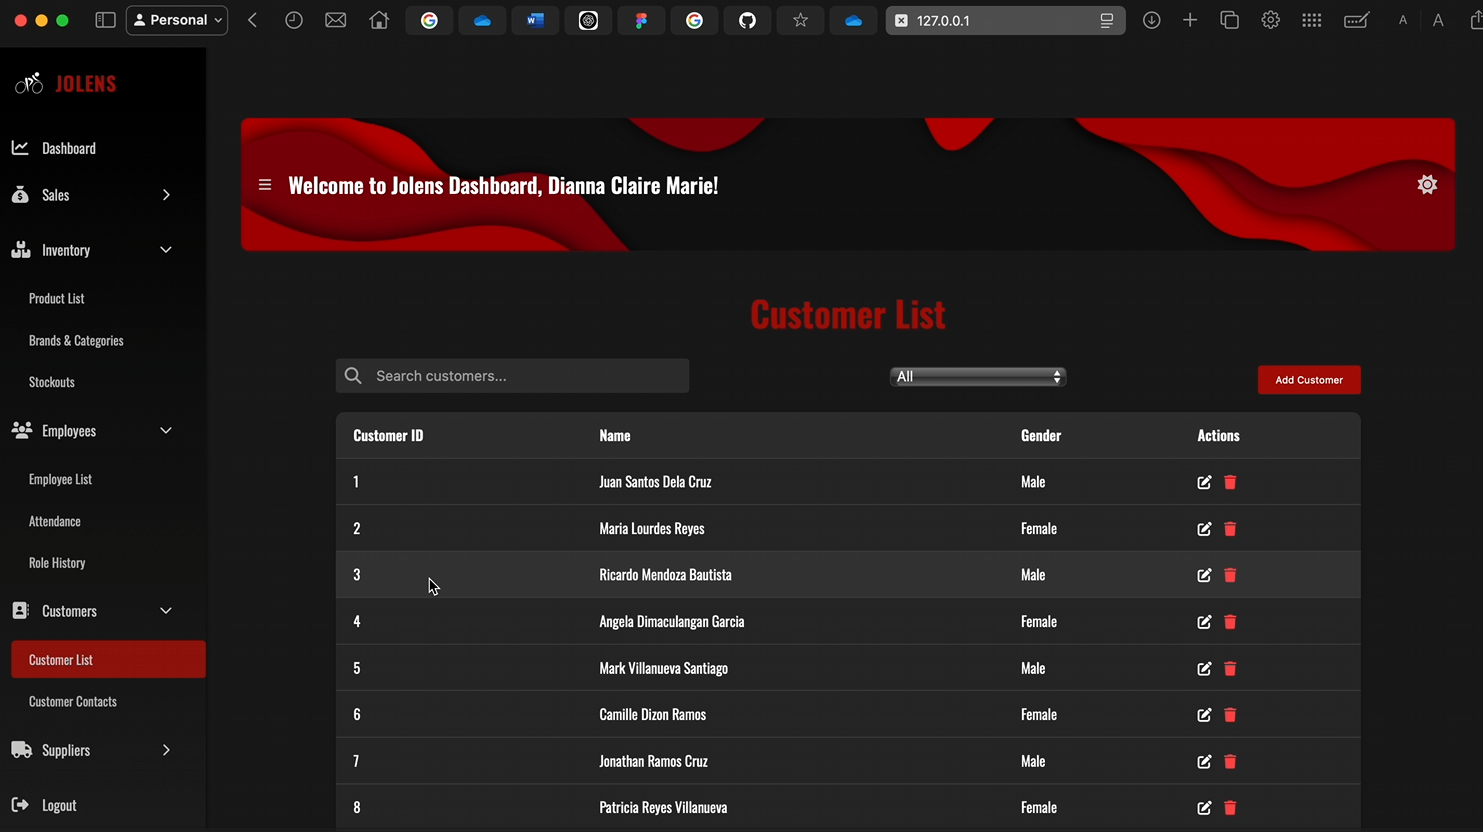 Personal
127.0.0.1
A
A
JOLENS
Dashboard
Sales
Inventory
Product List
Brands & Categories
Stockouts
Employees
Employee List
Attendance
Role History
Customers
Customer List
Customer Contacts
Suppliers
Logout
Welcome to Jolens Dashboard, Dianna Claire Marie!
Customer List
Search customers...
All
Add Customer
Customer ID Name Gender Actions
1 Juan Santos Dela Cruz Male
2 Maria Lourdes Reyes Female
3 Ricardo Mendoza Bautista Male
4 Angela Dimaculangan Garcia Female
5 Mark Villanueva Santiago Male
6 Camille Dizon Ramos Female
7 Jonathan Ramos Cruz Male
8 Patricia Reyes Villanueva Female